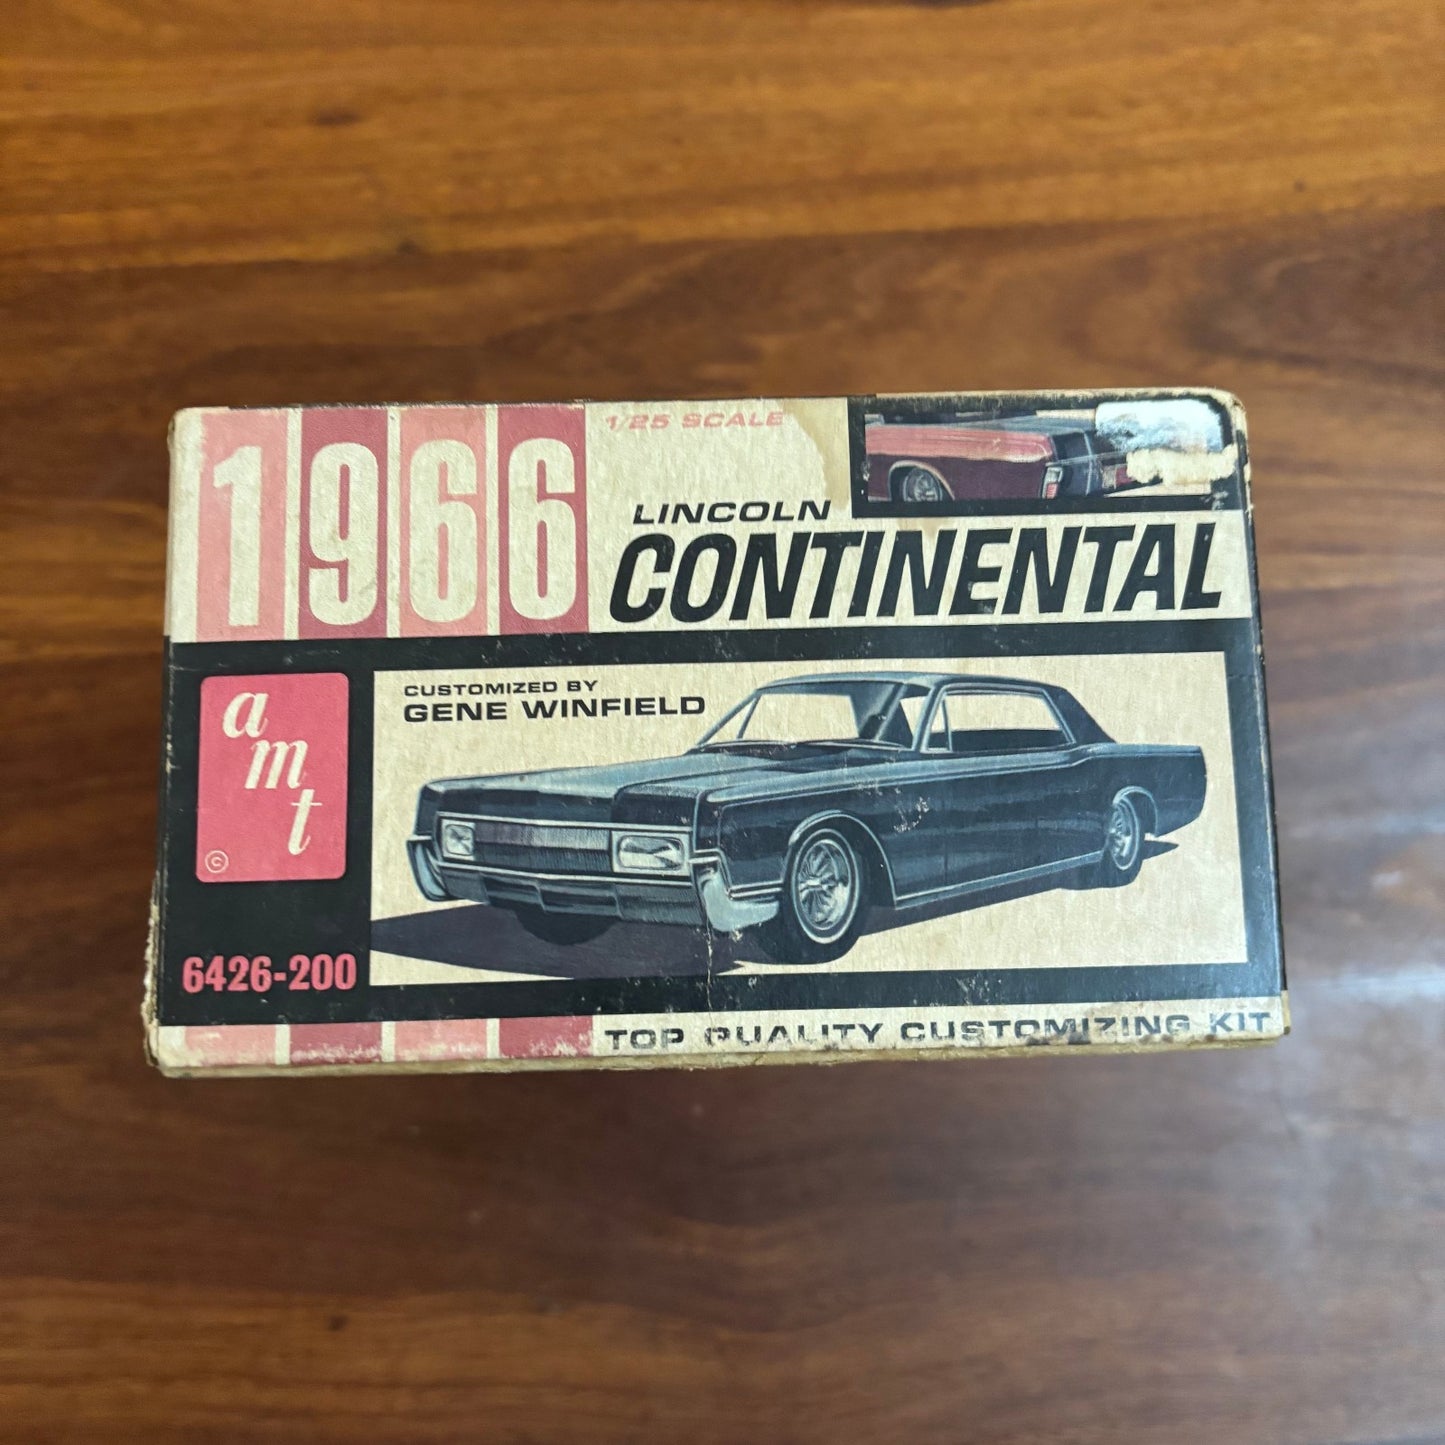 1966
1/25 SCALE
LINCOLN
CONTINENTAL
amt
©
CUSTOMIZED BY
GENE WINFIELD
6426-200
TOP QUALITY CUSTOMIZING KIT